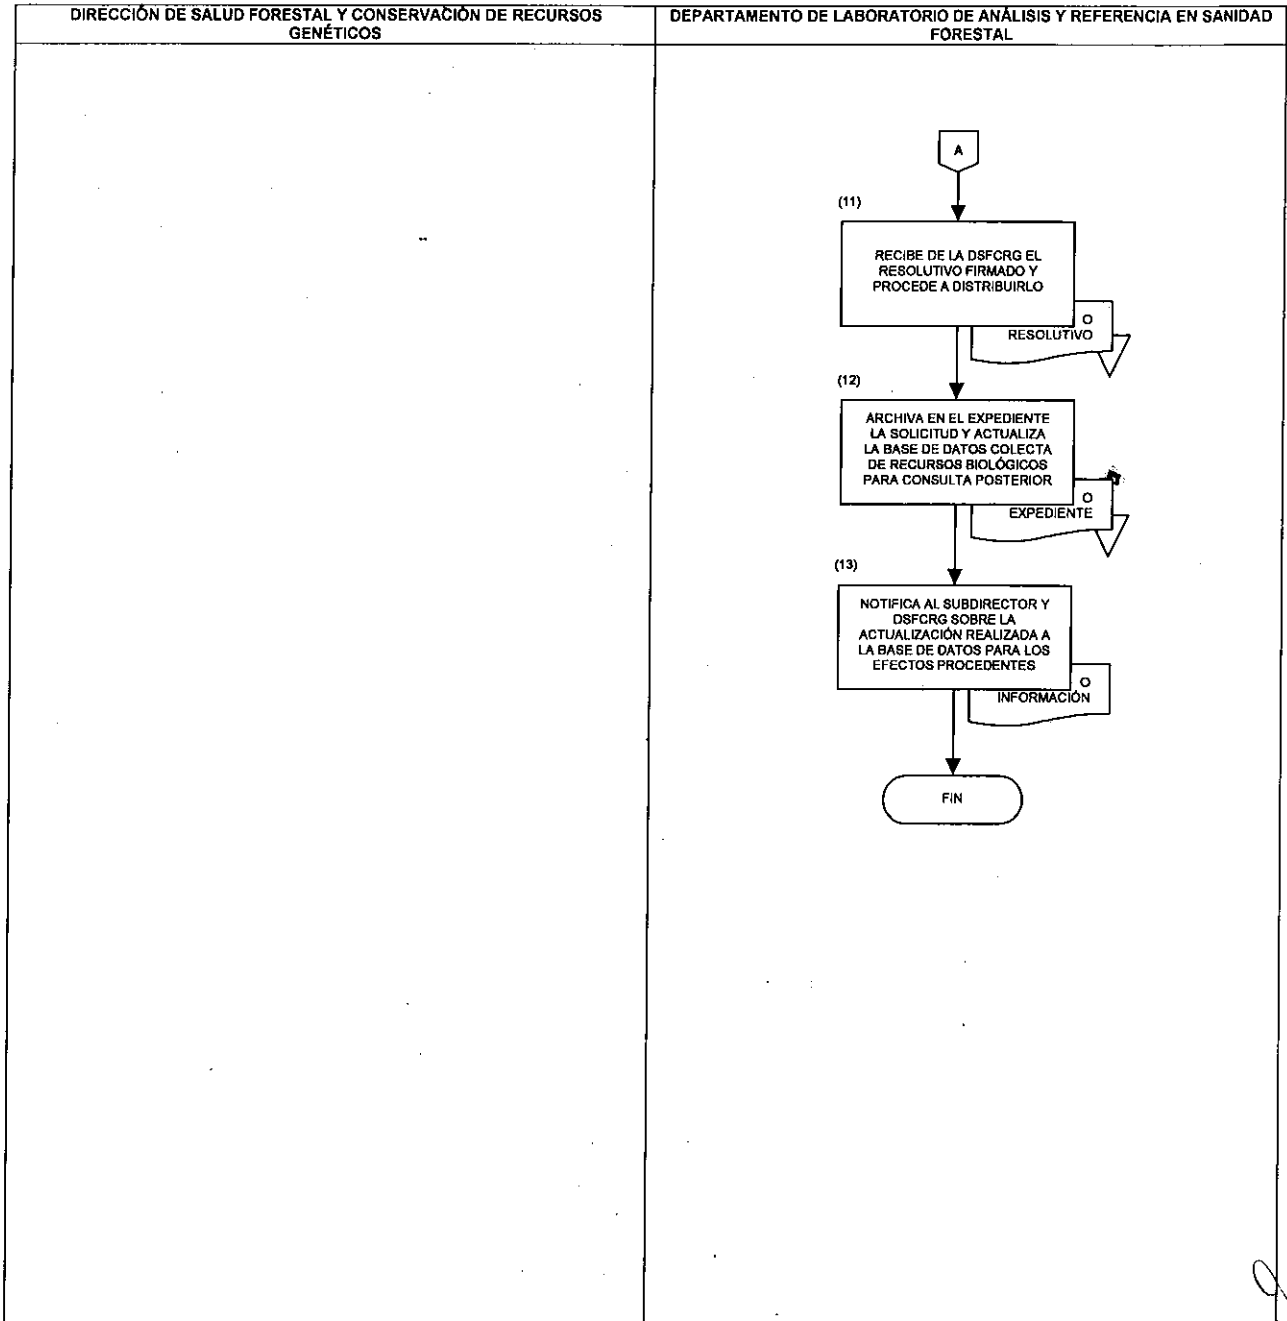 DIRECCIÓN DE SALUD FORESTAL Y CONSERVACIÓN DE RECURSOS
GENÉTICOS
DEPARTAMENTO DE LABORATORIO DE ANÁLISIS Y REFERENCIA EN SANIDAD
FORESTAL
A
(11)
RECIBE DE LA DSFCRG EL
RESOLUTIVO FIRMADO Y
PROCEDE A DISTRIBUIRLO
O
RESOLUTIVO
(12)
ARCHIVA EN EL EXPEDIENTE
LA SOLICITUD Y ACTUALIZA
LA BASE DE DATOS COLECTA
DE RECURSOS BIOLÓGICOS
PARA CONSULTA POSTERIOR
O
EXPEDIENTE
(13)
NOTIFICA AL SUBDIRECTOR Y
DSFCRG SOBRE LA
ACTUALIZACIÓN REALIZADA A
LA BASE DE DATOS PARA LOS
EFECTOS PROCEDENTES
O
INFORMACIÓN
FIN